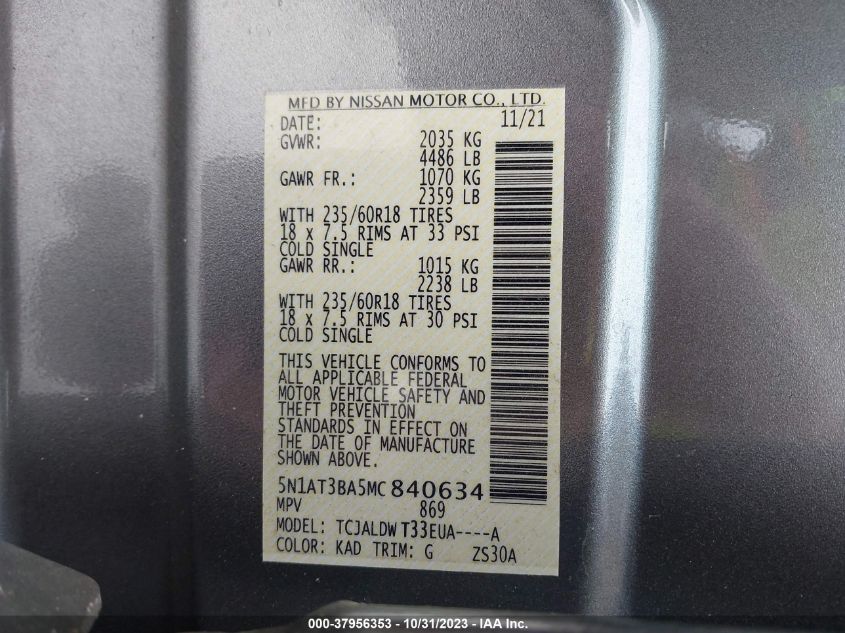 MFD BY NISSAN MOTOR CO., LTD.
DATE: 11/21
GVWR: 2035 KG
4486 LB
GAWR FR.: 1070 KG
2359 LB
WITH 235/60R18 TIRES
18 x 7.5 RIMS AT 33 PSI
COLD SINGLE
GAWR RR.: 1015 KG
2238 LB
WITH 235/60R18 TIRES
18 x 7.5 RIMS AT 30 PSI
COLD SINGLE
THIS VEHICLE CONFORMS TO
ALL APPLICABLE FEDERAL
MOTOR VEHICLE SAFETY AND
THEFT PREVENTION
STANDARDS IN EFFECT ON
THE DATE OF MANUFACTURE
SHOWN ABOVE.
5N1AT3BA5MC840634
MPV 869
MODEL: TCJALDWT33EUA----A
COLOR: KAD TRIM: G ZS30A
000-37956353 - 10/31/2023 - IAA Inc.